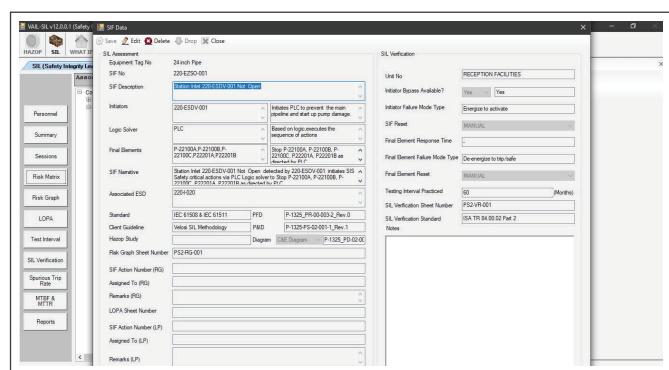 VAIL-SIL v12.0.0.1 (Safety
SIF Data
Save Edit Delete Drop Close
HAZOP SIL WHAT IF
SIL (Safety Integrity Lev
Personnel
Summary
Sessions
Risk Matrix
Risk Graph
LOPA
Test Interval
SIL Verification
Spurious Trip
Rate
MTBF &
MTTR
Reports
SIL Assessment
Equipment Tag No 24 inch Pipe
SIF No 220-EZSO-001
SIF Description Station Inlet 220-ESDV-001 Not Open
Initiators 220-ESDV-001 Initiates PLC to prevent the main
pipeline and start up pump damage.
Logic Solver PLC Based on logic,executes the
sequence of actions
Final Elements P-22100A, P-22100B,P-
22100C,P22201A,P22201B
Stop P-22100A, P-22100B, P-
22100C, P22201A, P22201B as
directed by PLC
SIF Narrative Station Inlet 220-ESDV-001 Not Open detected by 220-ESDV-001 initiates SIS
Safety critical actions via PLC Logic solver to Stop P-22100A, P-22100B, P-
22100C, P22201A, P22201B as directed by PLC
Associated ESD 220-I-020
Standard IEC 61508 & IEC 61511 PFD P-1325_PR-00-003-2_Rev.0
Client Guideline Velosi SIL Methodology P&ID P-1325-PS-02-001-1_Rev.1
Hazop Study Diagram C&E Diagram P-1325_PD-02-00
Risk Graph Sheet Number PS2-RG-001
SIF Action Number (RG)
Assigned To (RG)
Remarks (RG)
LOPA Sheet Number
SIF Action Number (LP)
Assigned To (LP)
Remarks (LP)
SIL Verification
Unit No RECEPTION FACILITIES
Initiator Bypass Available? Yes Yes
Initiator Failure Mode Type Energize to activate
SIF Reset MANUAL
Final Element Response Time -
Final Element Failure Mode Type De-energize to trip/safe
Final Element Reset MANUAL
Testing Interval Practiced 60 (Months)
SIL Verification Sheet Number PS2-VR-001
SIL Verification Standard ISA TR 84.00.02 Part 2
Notes